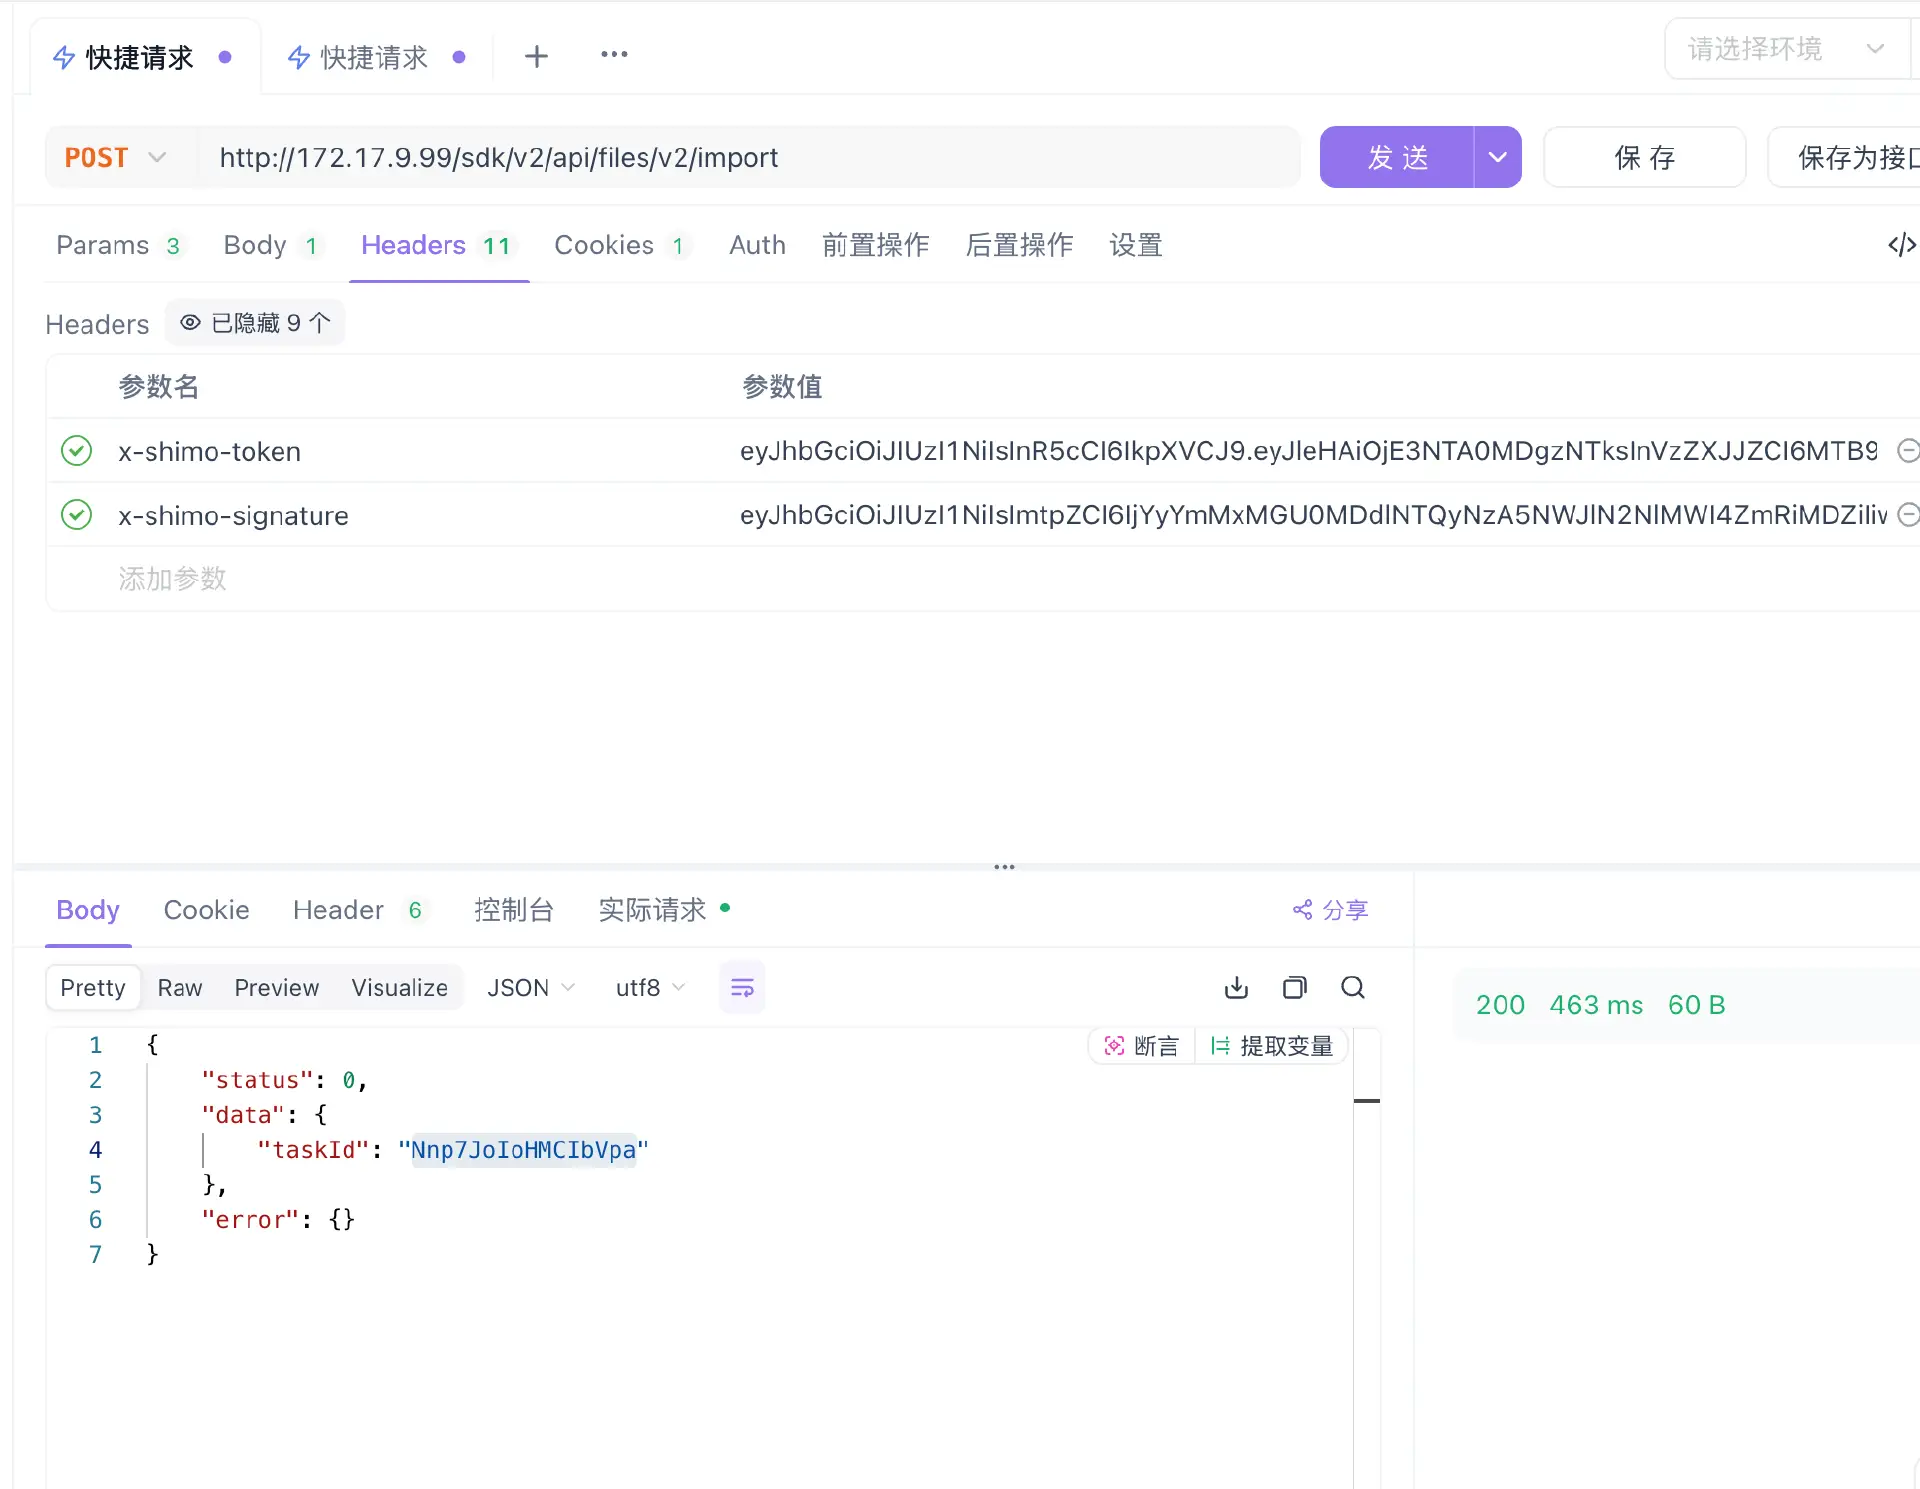 快捷请求
快捷请求
请选择环境
POST
http://172.17.9.99/sdk/v2/api/files/v2/import
发 送
保 存
保存为接口
Params 3
Body 1
Headers 11
Cookies 1
Auth
前置操作
后置操作
设置
Headers
已隐藏 9 个
参数名
参数值
x-shimo-token
eyJhbGciOiJIUzI1NiIsInR5cCI6IkpXVCJ9.eyJleHAiOjE3NTA0MDgzNTksInVzZXJJZCI6MTB9
x-shimo-signature
eyJhbGciOiJIUzI1NiIsImtpZCI6IjYyYmMxMGU0MDdlNTQyNzA5NWJlN2NlMWI4ZmRiMDZiIiv
添加参数
Body
Cookie
Header 6
控制台
实际请求
分享
Pretty
Raw
Preview
Visualize
JSON
utf8
200 463 ms 60 B
断言
提取变量
1 {
2 "status": 0,
3 "data": {
4 "taskId": "Nnp7JoIoHMCIbVpa"
5 },
6 "error": {}
7 }